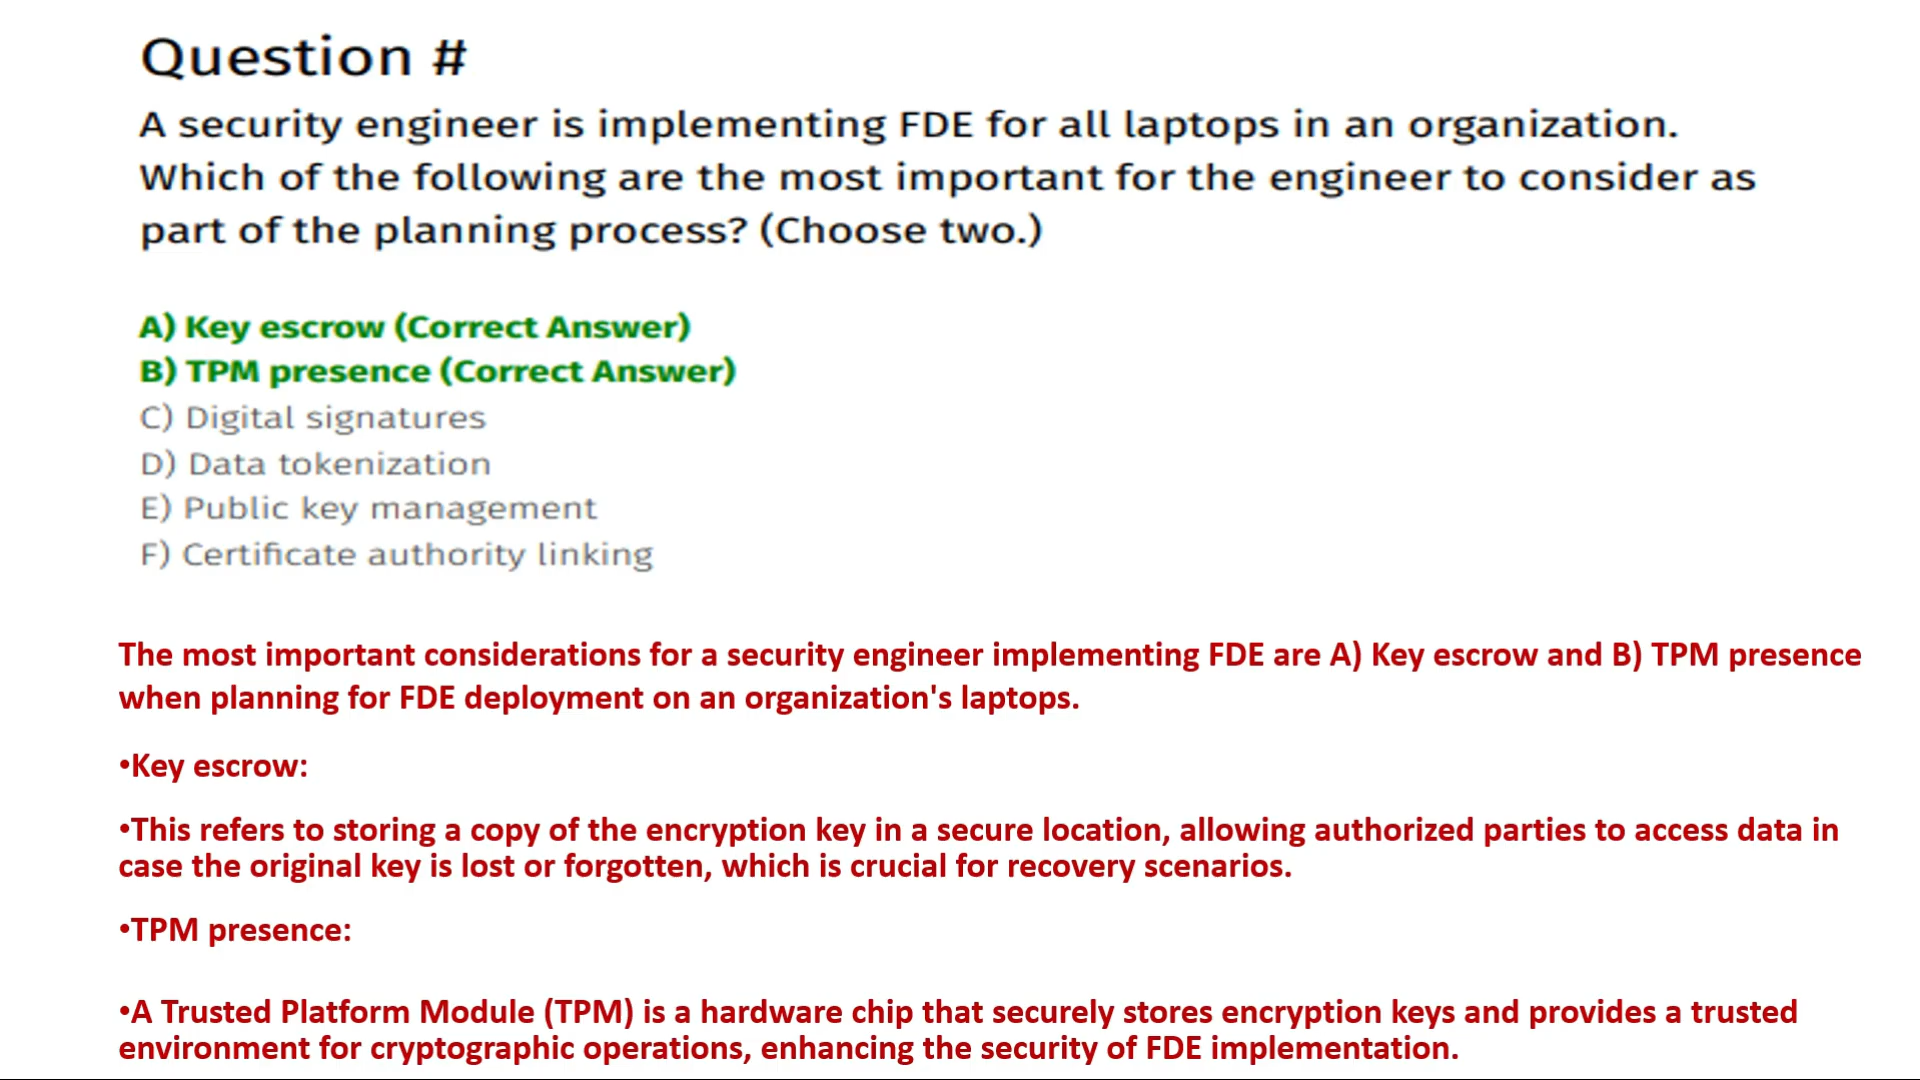 Question #
A security engineer is implementing FDE for all laptops in an organization.
Which of the following are the most important for the engineer to consider as
part of the planning process? (Choose two.)
A) Key escrow (Correct Answer)
B) TPM presence (Correct Answer)
C) Digital signatures
D) Data tokenization
E) Public key management
F) Certificate authority linking
The most important considerations for a security engineer implementing FDE are A) Key escrow and B) TPM presence
when planning for FDE deployment on an organization's laptops.
•Key escrow:
•This refers to storing a copy of the encryption key in a secure location, allowing authorized parties to access data in
case the original key is lost or forgotten, which is crucial for recovery scenarios.
•TPM presence:
•A Trusted Platform Module (TPM) is a hardware chip that securely stores encryption keys and provides a trusted
environment for cryptographic operations, enhancing the security of FDE implementation.